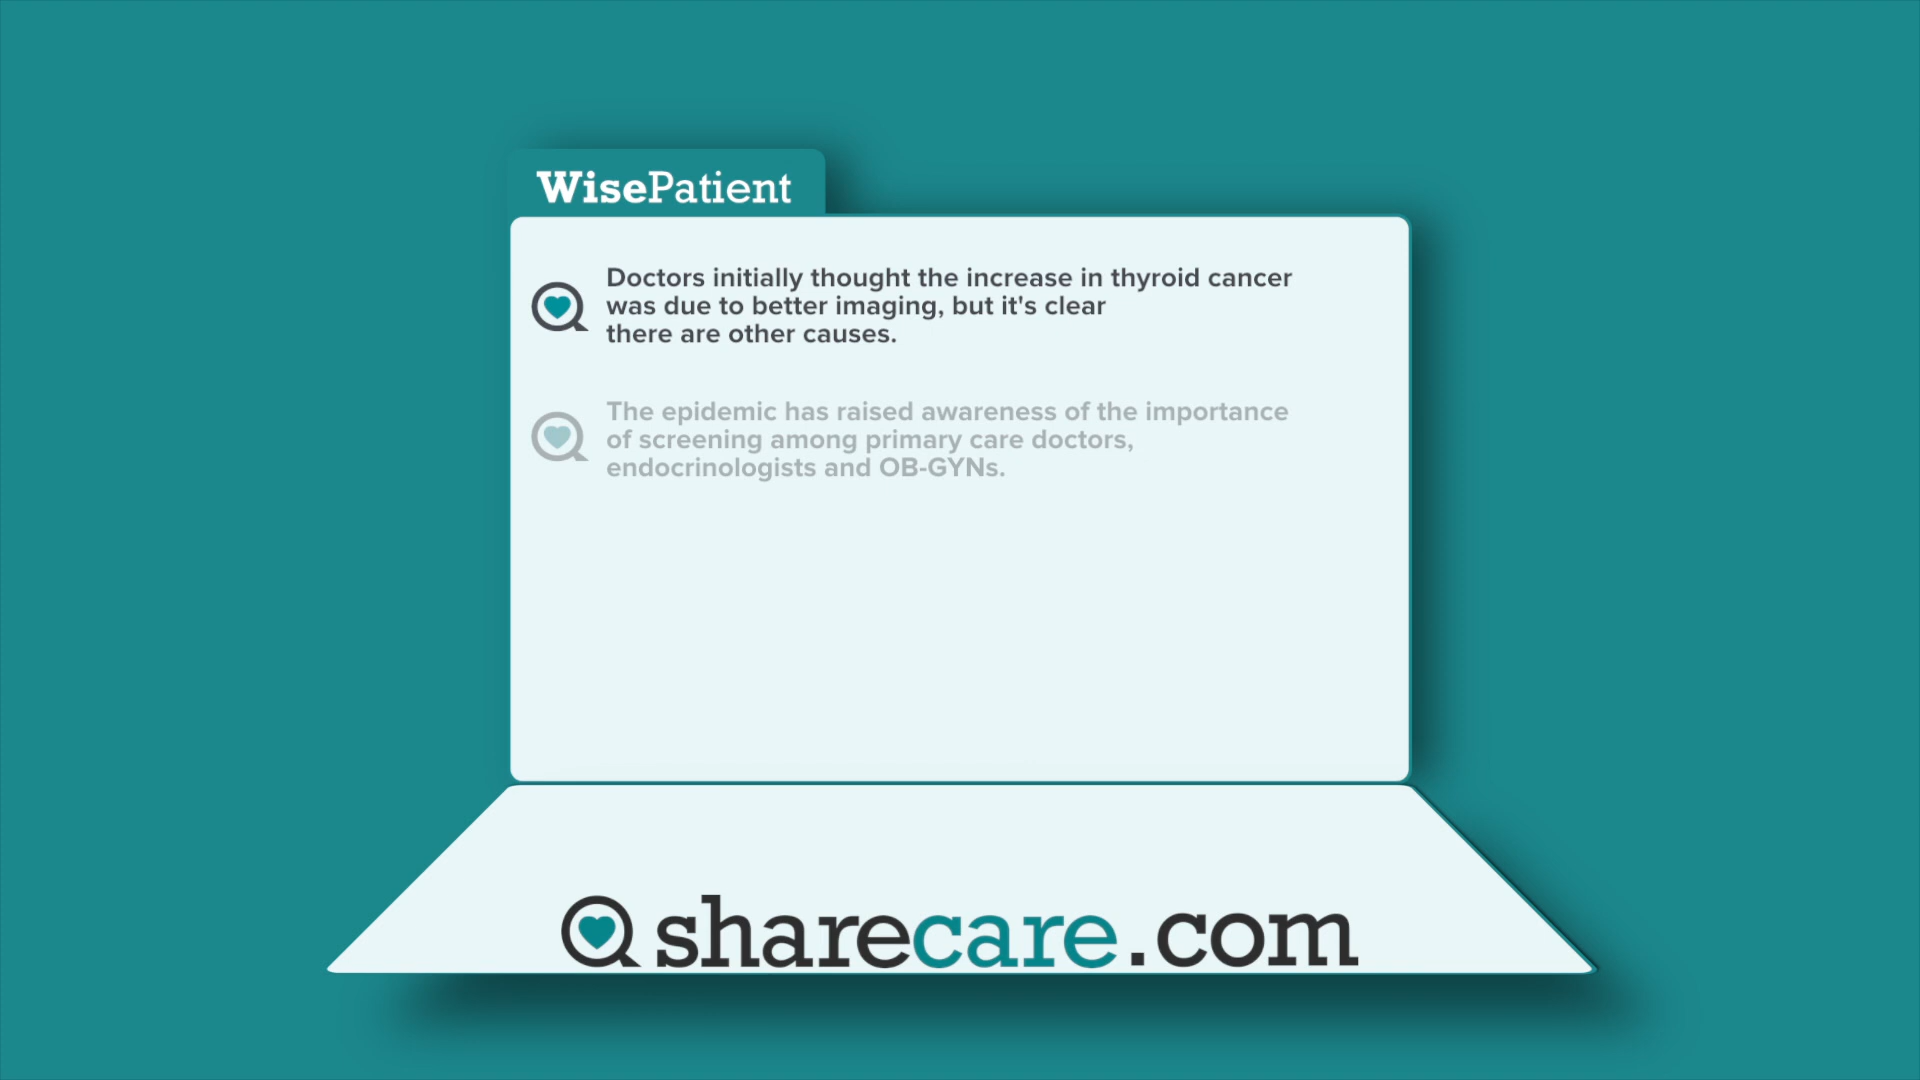 WisePatient
Doctors initially thought the increase in thyroid cancer
was due to better imaging, but it's clear
there are other causes.
The epidemic has raised awareness of the importance
of screening among primary care doctors,
endocrinologists and OB-GYNs.
sharecare.com